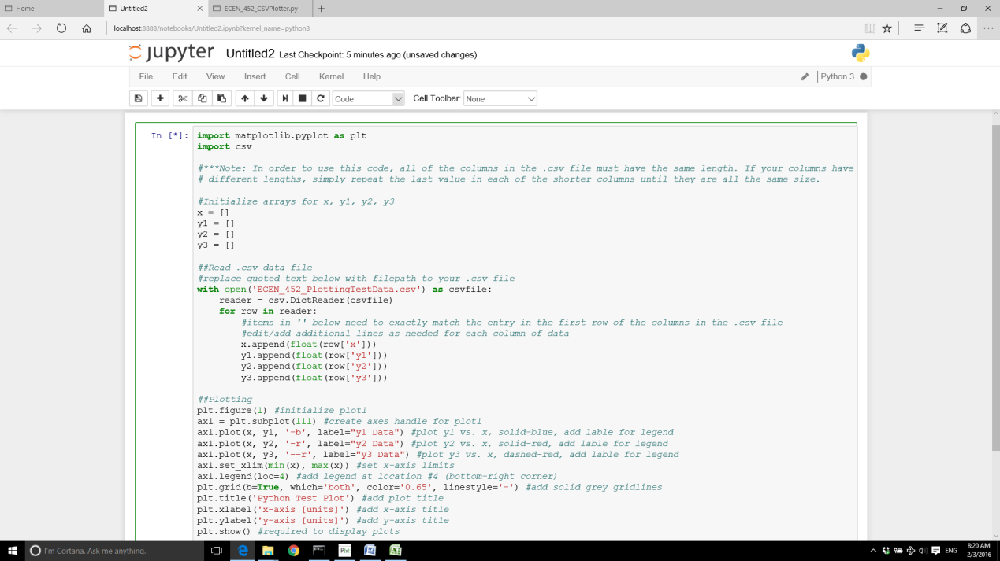 Home
Untitled2
ECEN_452_CSVPlotter.py
localhost:8888/notebooks/Untitled2.ipynb?kernel_name=python3
jupyter Untitled2 Last Checkpoint: 5 minutes ago (unsaved changes)
File Edit View Insert Cell Kernel Help Python 3
Code Cell Toolbar: None
In [*]: import matplotlib.pyplot as plt
import csv
#***Note: In order to use this code, all of the columns in the .csv file must have the same length. If your columns have
# different lengths, simply repeat the last value in each of the shorter columns until they are all the same size.
#Initialize arrays for x, y1, y2, y3
x = []
y1 = []
y2 = []
y3 = []
##Read .csv data file
#replace quoted text below with filepath to your .csv file
with open('ECEN_452_PlottingTestData.csv') as csvfile:
    reader = csv.DictReader(csvfile)
    for row in reader:
        #items in '' below need to exactly match the entry in the first row of the columns in the .csv file
        #edit/add additional lines as needed for each column of data
        x.append(float(row['x']))
        y1.append(float(row['y1']))
        y2.append(float(row['y2']))
        y3.append(float(row['y3']))
##Plotting
plt.figure(1) #initialize plot1
ax1 = plt.subplot(111) #create axes handle for plot1
ax1.plot(x, y1, '-b', label="y1 Data") #plot y1 vs. x, solid-blue, add lable for legend
ax1.plot(x, y2, '-r', label="y2 Data") #plot y2 vs. x, solid-red, add lable for legend
ax1.plot(x, y3, '--r', label="y3 Data") #plot y3 vs. x, dashed-red, add lable for legend
ax1.set_xlim(min(x), max(x)) #set x-axis limits
ax1.legend(loc=4) #add legend at location #4 (bottom-right corner)
plt.grid(b=True, which='both', color='0.65', linestyle='-') #add solid grey gridlines
plt.title('Python Test Plot') #add plot title
plt.xlabel('x-axis [units]') #add x-axis title
plt.ylabel('y-axis [units]') #add y-axis title
plt.show() #required to display plots
I'm Cortana. Ask me anything.
IP[y]:
ENG
8:20 AM
2/3/2016